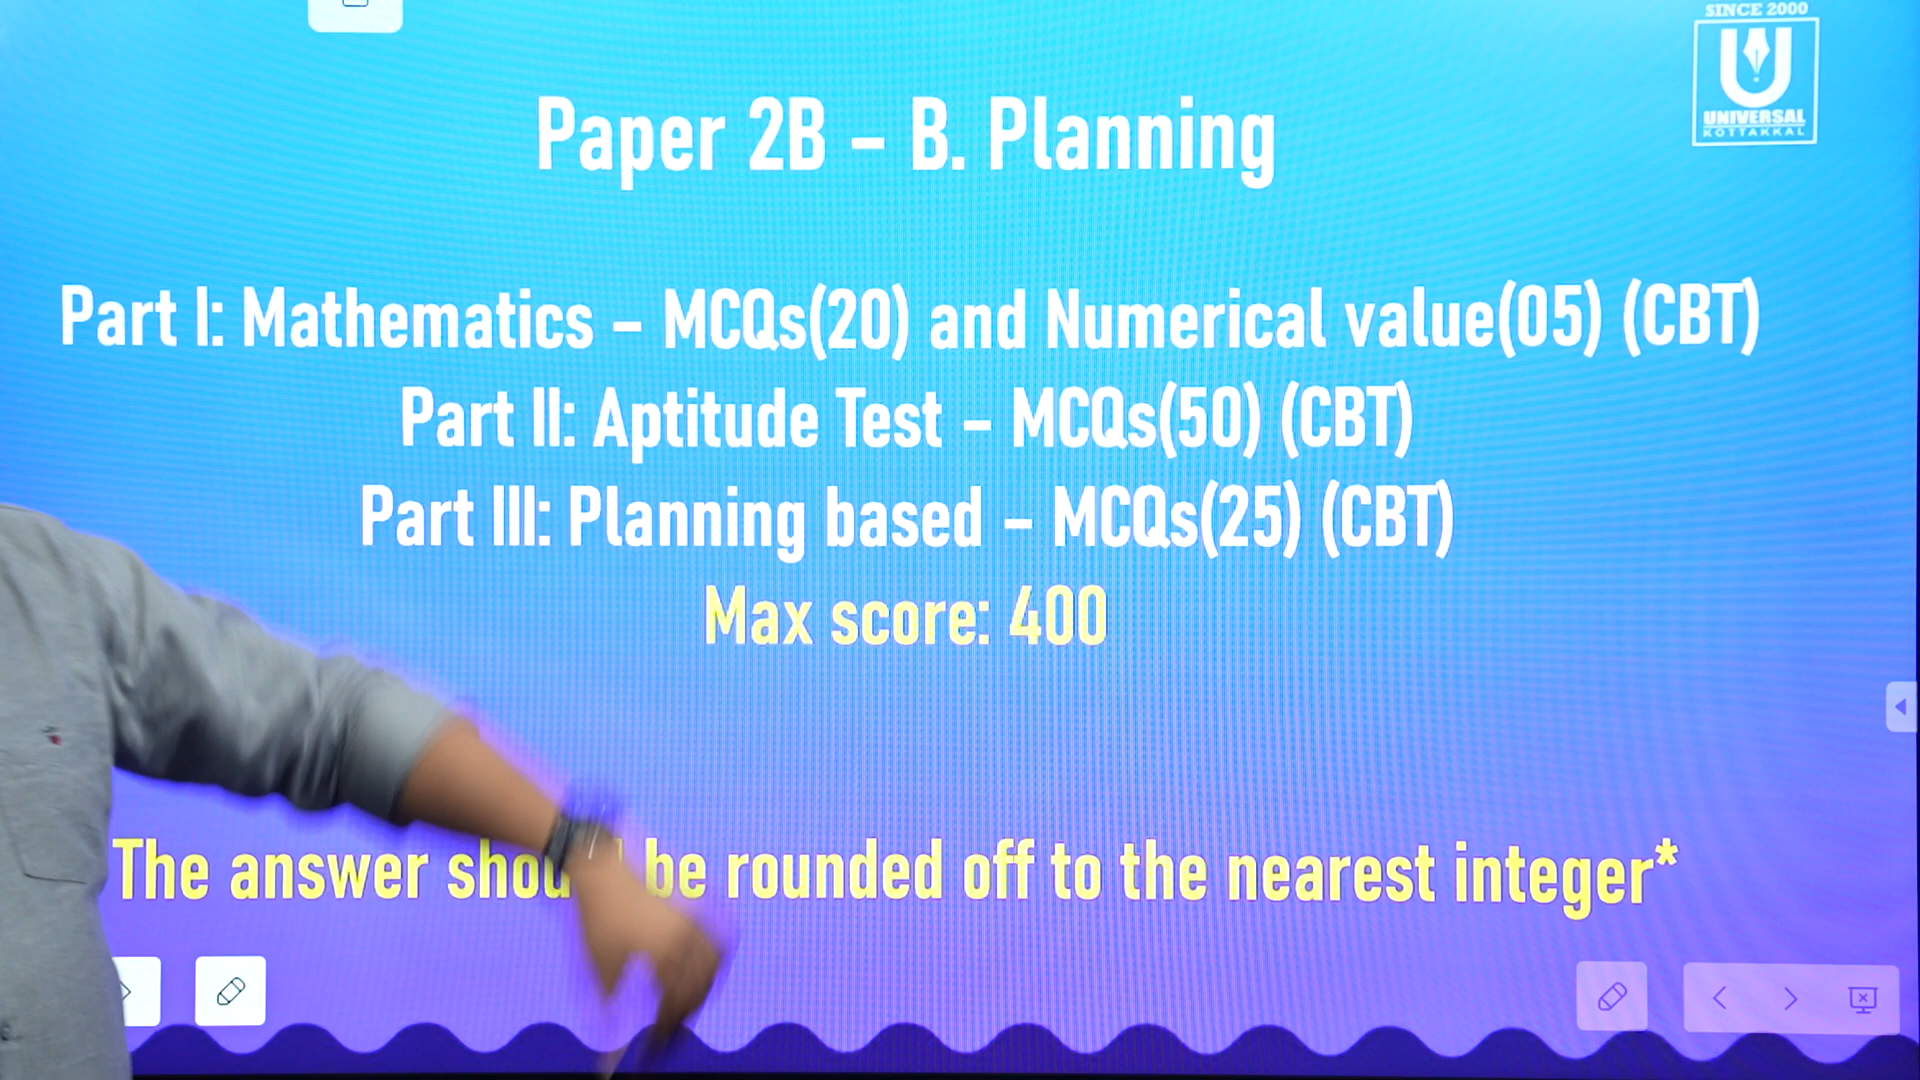 SINCE 2000
UNIVERSAL
KOTTAKKAL
Paper 2B – B. Planning
Part I: Mathematics – MCQs(20) and Numerical value(05) (CBT)
Part II: Aptitude Test – MCQs(50) (CBT)
Part III: Planning based – MCQs(25) (CBT)
Max score: 400
The answer should be rounded off to the nearest integer*